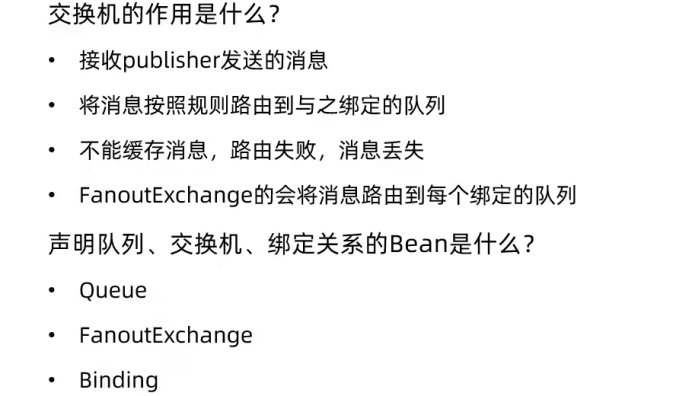 交换机的作用是什么？
• 接收publisher发送的消息
• 将消息按照规则路由到与之绑定的队列
• 不能缓存消息，路由失败，消息丢失
• FanoutExchange的会将消息路由到每个绑定的队列
声明队列、交换机、绑定关系的Bean是什么？
• Queue
• FanoutExchange
• Binding